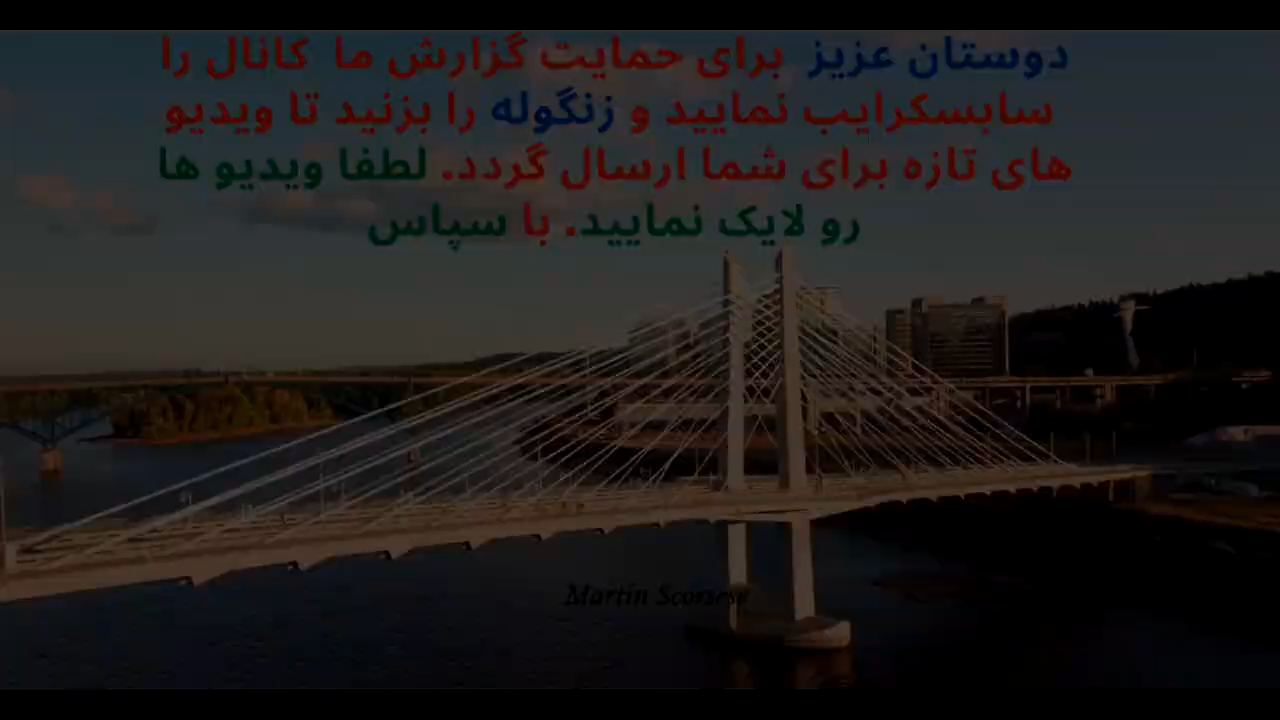 دوستان عزیز برای حمایت گزارش ما کانال را
سابسکرایب نمایید و زنگوله را بزنید تا ویدیو
های تازه برای شما ارسال گردد. لطفا ویدیو ها
رو لایک نمایید. با سپاس
Martin Scorsese